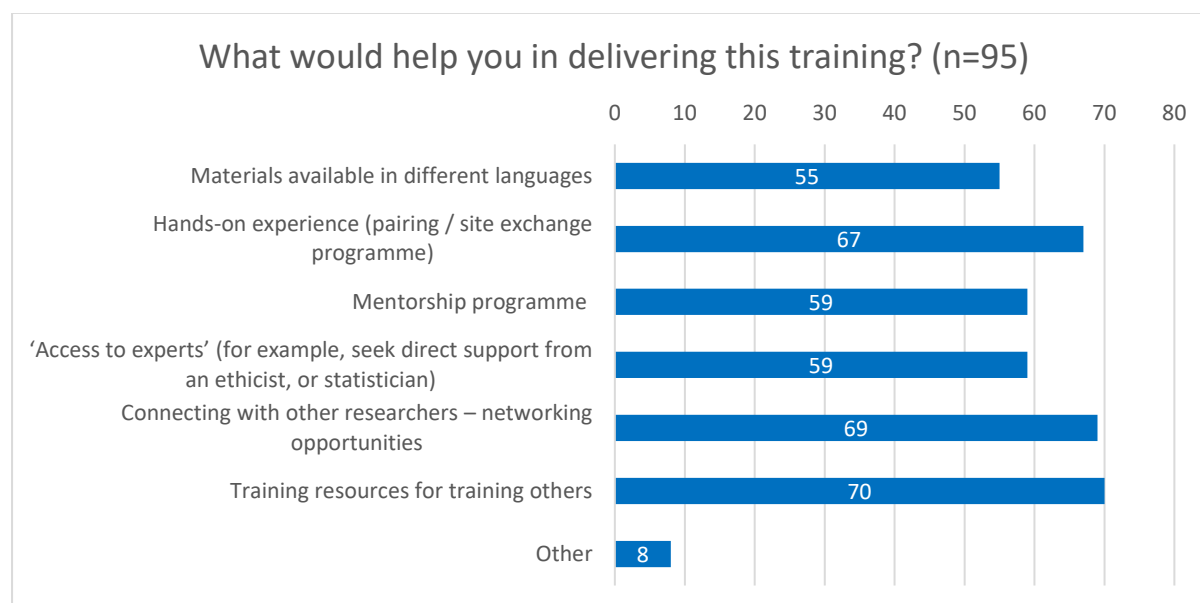 What would help you in delivering this training? (n=95)
0 10 20 30 40 50 60 70 80
Materials available in different languages 55
Hands-on experience (pairing / site exchange
programme) 67
Mentorship programme 59
‘Access to experts’ (for example, seek direct support from
an ethicist, or statistician) 59
Connecting with other researchers – networking
opportunities 69
Training resources for training others 70
Other 8